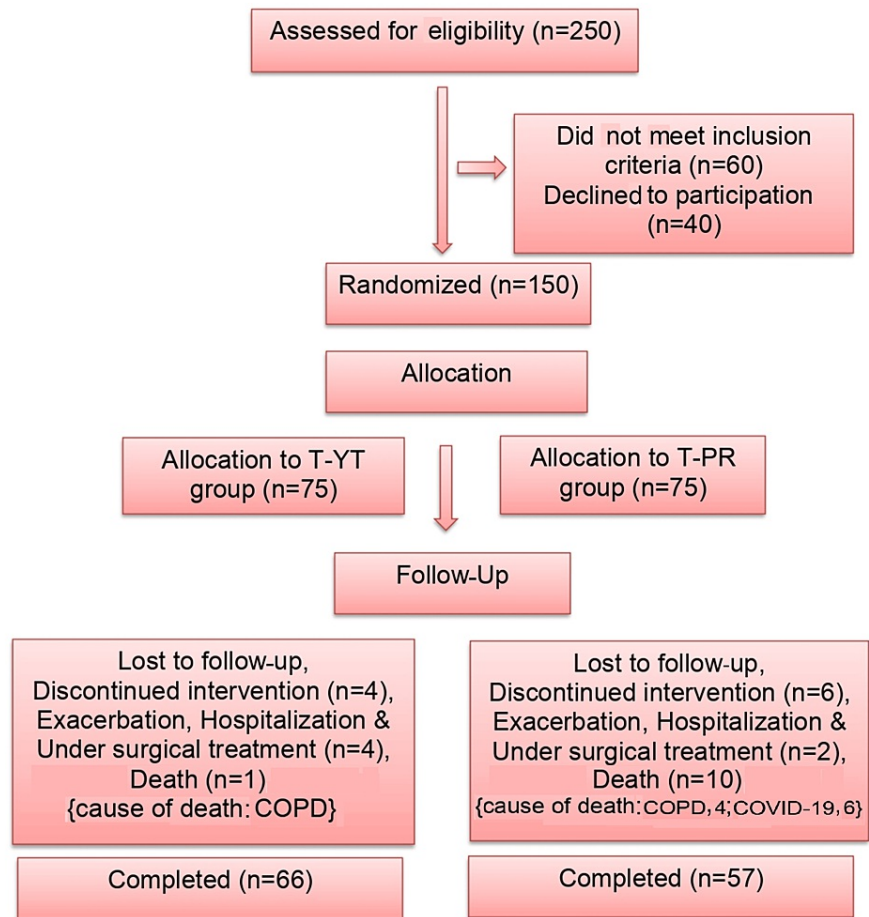 Assessed for eligibility (n=250)
Did not meet inclusion
criteria (n=60)
Declined to participation
(n=40)
Randomized (n=150)
Allocation
Allocation to T-YT
group (n=75)
Allocation to T-PR
group (n=75)
Follow-Up
Lost to follow-up,
Discontinued intervention (n=4),
Exacerbation, Hospitalization &
Under surgical treatment (n=4),
Death (n=1)
{cause of death: COPD}
Lost to follow-up,
Discontinued intervention (n=6),
Exacerbation, Hospitalization &
Under surgical treatment (n=2),
Death (n=10)
{cause of death:COPD,4;COVID-19,6}
Completed (n=66)
Completed (n=57)